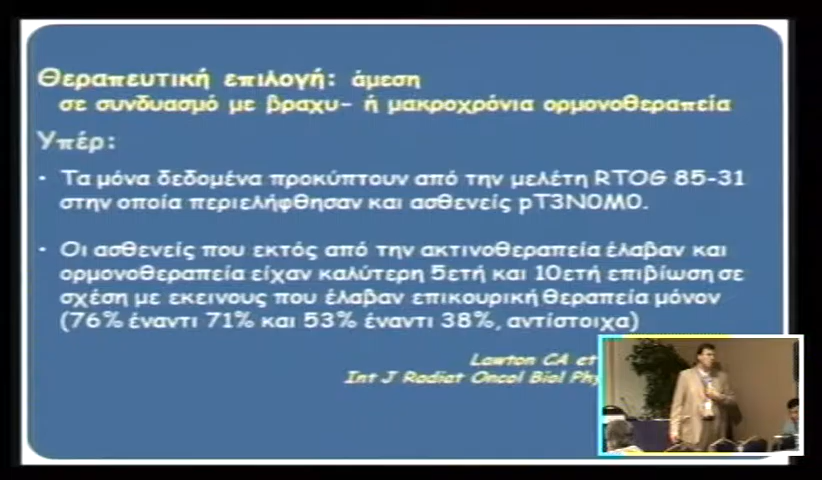 Θεραπευτική επιλογή: άμεση
σε συνδυασμό με βραχυ- ή μακροχρόνια ορμονοθεραπεία
Υπέρ:
• Τα μόνα δεδομένα προκύπτουν από την μελέτη RTOG 85-31
στην οποία περιελήφθησαν και ασθενείς pT3N0M0.
• Οι ασθενείς που εκτός από την ακτινοθεραπεία έλαβαν και
ορμονοθεραπεία είχαν καλύτερη 5ετή και 10ετή επιβίωση σε
σχέση με εκεινους που έλαβαν επικουρική θεραπεία μόνον
(76% έναντι 71% και 53% έναντι 38%, αντίστοιχα)
Lawton CA et
Int J Radiat Oncol Biol Phy